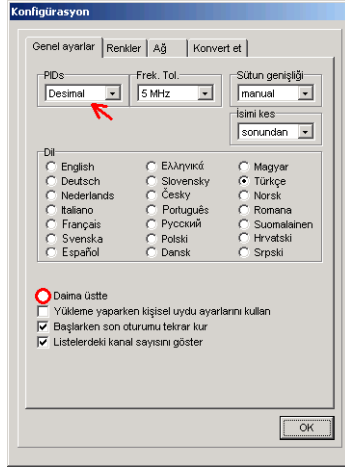 Konfigürasyon
Genel ayarlar Renkler Ağ Konvert et
PIDs Frek. Tol. Sütun genişliği
Desimal 5 MHz manual
İsimi kes
sonundan
Dil
English Ελληνικά Magyar
Deutsch Slovensky Türkçe
Nederlands Česky Norsk
Italiano Português Romana
Français Русский Suomalainen
Svenska Polski Hrvatski
Español Dansk Srpski
Daima üstte
Yükleme yaparken kişisel uydu ayarlarını kullan
Başlarken son oturumu tekrar kur
Listelerdeki kanal sayısını göster
OK